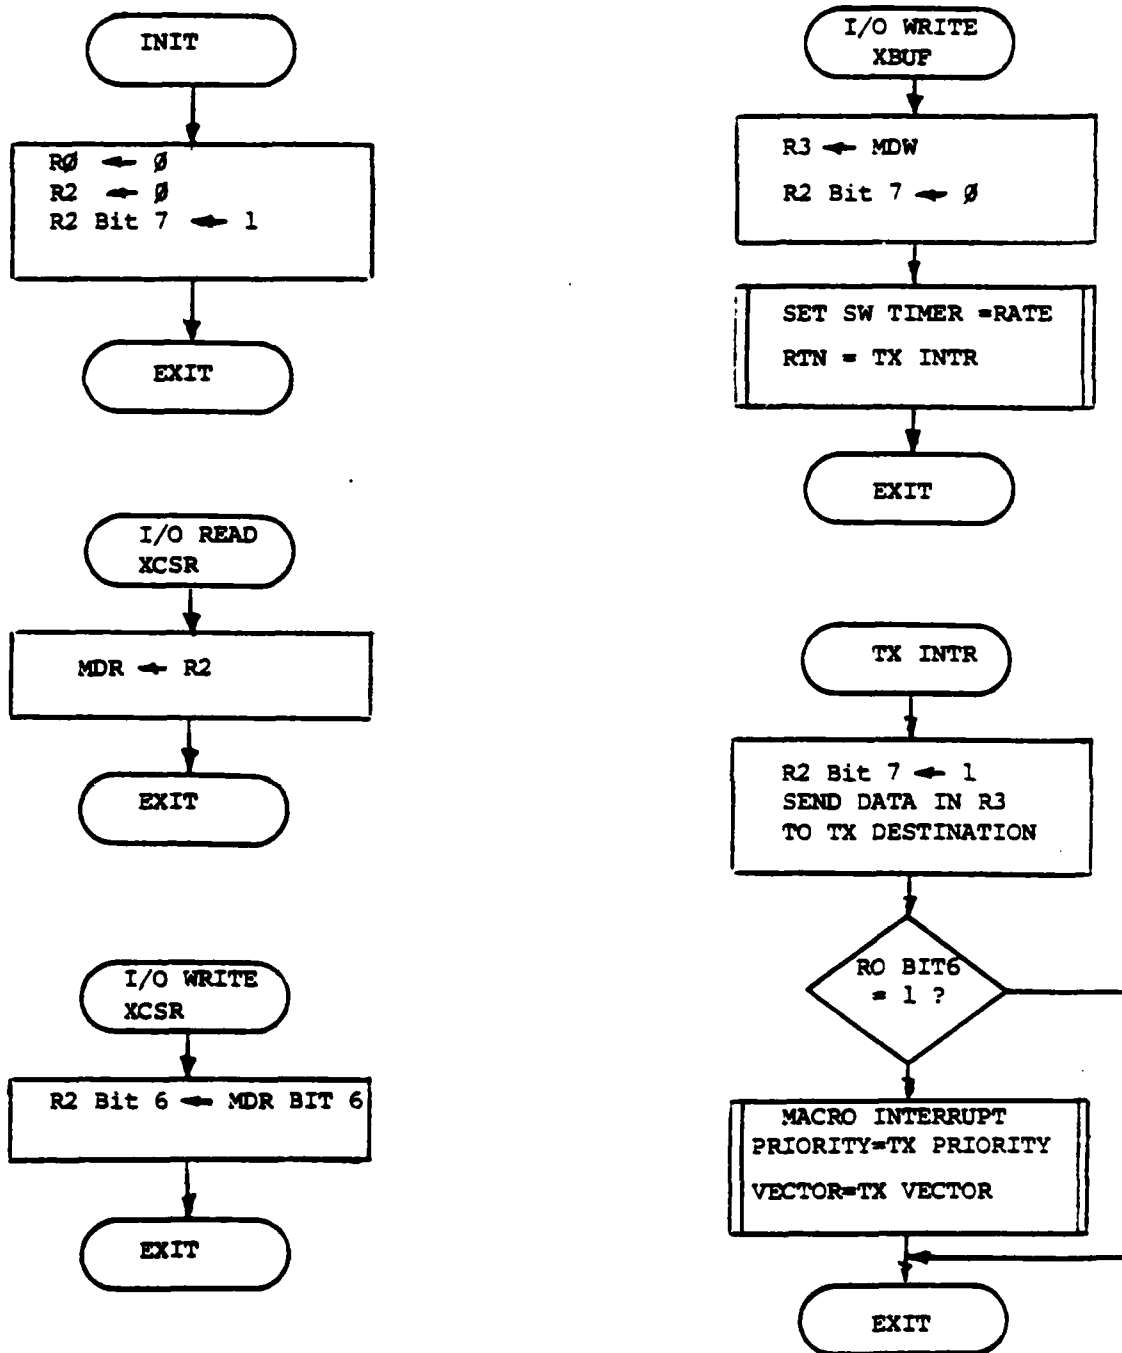 INIT
RØ ← Ø
R2 ← Ø
R2 Bit 7 ← 1
EXIT
I/O READ
XCSR
MDR ← R2
EXIT
I/O WRITE
XCSR
R2 Bit 6 ← MDR BIT 6
EXIT
I/O WRITE
XBUF
R3 ← MDW
R2 Bit 7 ← Ø
SET SW TIMER =RATE
RTN = TX INTR
EXIT
TX INTR
R2 Bit 7 ← 1
SEND DATA IN R3
TO TX DESTINATION
RO BIT6
= 1 ?
MACRO INTERRUPT
PRIORITY=TX PRIORITY
VECTOR=TX VECTOR
EXIT